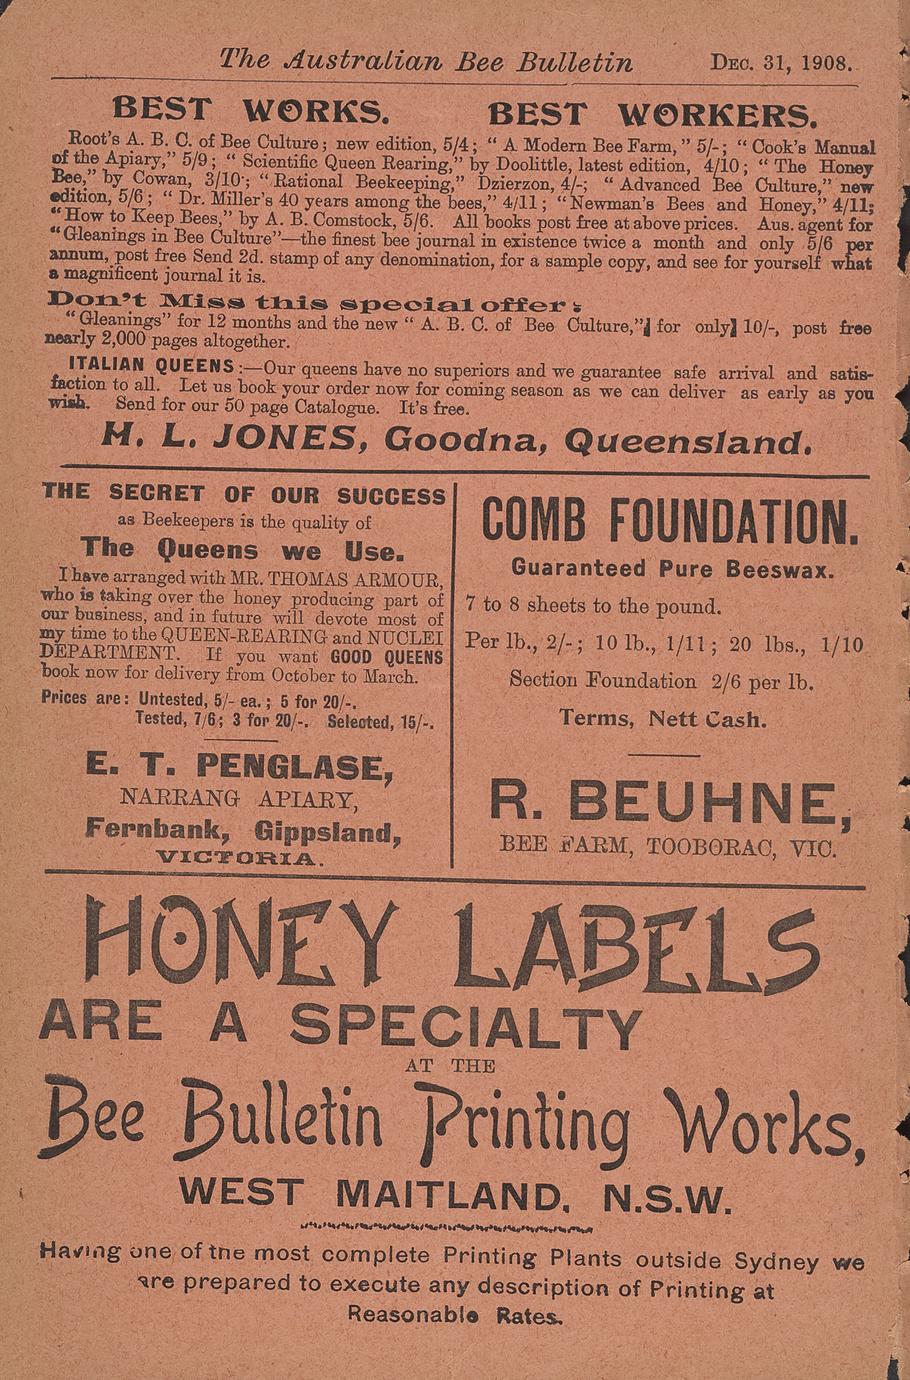 The Australian Bee Bulletin DEC. 31, 1908.
BEST WORKS. BEST WORKERS.
Root's A. B. C. of Bee Culture; new edition, 5/4; " A Modern Bee Farm, " 5/-; " Cook's Manual
of the Apiary," 5/9; " Scientific Queen Rearing," by Doolittle, latest edition, 4/10; " The Honey
Bee," by Cowan, 3/10; "Rational Beekeeping," Dzierzon, 4/-; " Advanced Bee Culture," new
edition, 5/6; " Dr. Miller's 40 years among the bees," 4/11; "Newman's Bees and Honey," 4/11;
"How to Keep Bees," by A. B. Comstock, 5/6. All books post free at above prices. Aus. agent for
"Gleanings in Bee Culture"—the finest bee journal in existence twice a month and only 5/6 per
annum, post free Send 2d. stamp of any denomination, for a sample copy, and see for yourself what
a magnificent journal it is.
Don't Miss this special offer:
"Gleanings" for 12 months and the new " A. B. C. of Bee Culture," for only 10/-, post free
nearly 2,000 pages altogether.
ITALIAN QUEENS:—Our queens have no superiors and we guarantee safe arrival and satis-
faction to all. Let us book your order now for coming season as we can deliver as early as you
wish. Send for our 50 page Catalogue. It's free.
H. L. JONES, Goodna, Queensland.
THE SECRET OF OUR SUCCESS
as Beekeepers is the quality of
The Queens we Use.
I have arranged with MR. THOMAS ARMOUR,
who is taking over the honey producing part of
our business, and in future will devote most of
my time to the QUEEN-REARING and NUCLEI
DEPARTMENT. If you want GOOD QUEENS
book now for delivery from October to March.
Prices are: Untested, 5/- ea.; 5 for 20/-.
Tested, 7/6; 3 for 20/-. Selected, 15/-.
E. T. PENGLASE,
NARRANG APIARY,
Fernbank, Gippsland,
VICTORIA.
COMB FOUNDATION.
Guaranteed Pure Beeswax.
7 to 8 sheets to the pound.
Per lb., 2/-; 10 lb., 1/11; 20 lbs., 1/10
Section Foundation 2/6 per lb.
Terms, Nett Cash.
R. BEUHNE,
BEE FARM, TOOBORAC, VIC.
HONEY LABELS
ARE A SPECIALTY
AT THE
Bee Bulletin Printing Works,
WEST MAITLAND, N.S.W.
Having one of the most complete Printing Plants outside Sydney we
are prepared to execute any description of Printing at
Reasonable Rates.